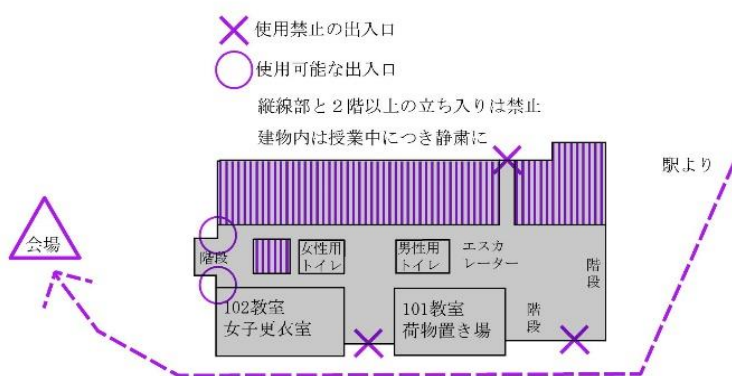 使用禁止の出入口
使用可能な出入口
縦線部と２階以上の立ち入りは禁止
建物内は授業中につき静粛に
駅より
会場
階段
女性用
トイレ
男性用
トイレ
エスカ
レーター
階段
102教室
女子更衣室
101教室
荷物置き場
階段